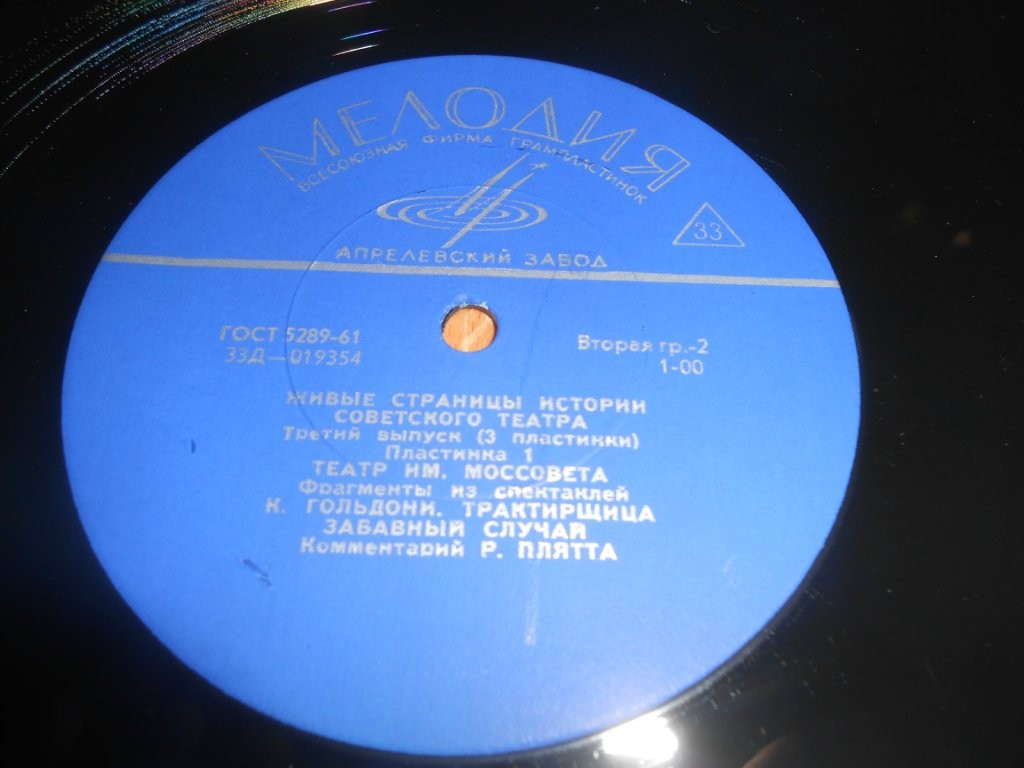 МЕЛОДИЯ
ВСЕСОЮЗНАЯ ФИРМА ГРАМПЛАСТИНОК
33
АПРЕЛЕВСКИЙ ЗАВОД
ГОСТ 5289-61
33Д—019354
Вторая гр.-2
1-00
ЖИВЫЕ СТРАНИЦЫ ИСТОРИИ
СОВЕТСКОГО ТЕАТРА
Третий выпуск (3 пластинки)
Пластинка 1
ТЕАТР ИМ. МОССОВЕТА
Фрагменты из спектаклей
К. ГОЛЬДОНИ. ТРАКТИРЩИЦА
ЗАБАВНЫЙ СЛУЧАЙ
Комментарий Р. ПЛЯТТА